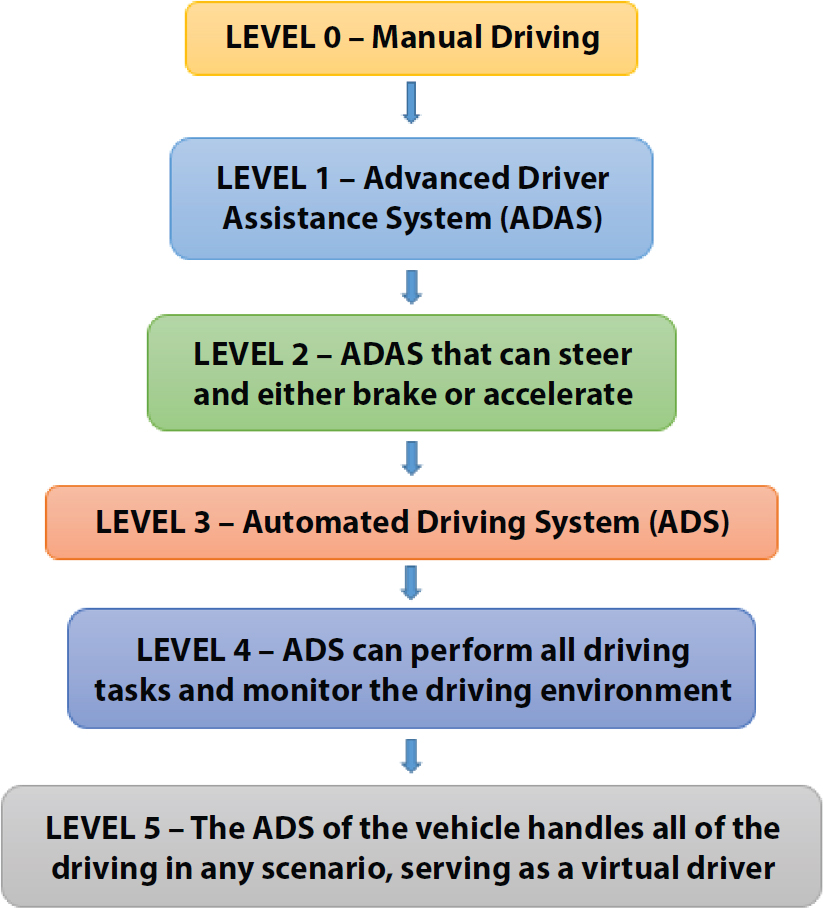 LEVEL 0 – Manual Driving
LEVEL 1 – Advanced Driver
Assistance System (ADAS)
LEVEL 2 – ADAS that can steer
and either brake or accelerate
LEVEL 3 – Automated Driving System (ADS)
LEVEL 4 – ADS can perform all driving
tasks and monitor the driving environment
LEVEL 5 – The ADS of the vehicle handles all of the
driving in any scenario, serving as a virtual driver